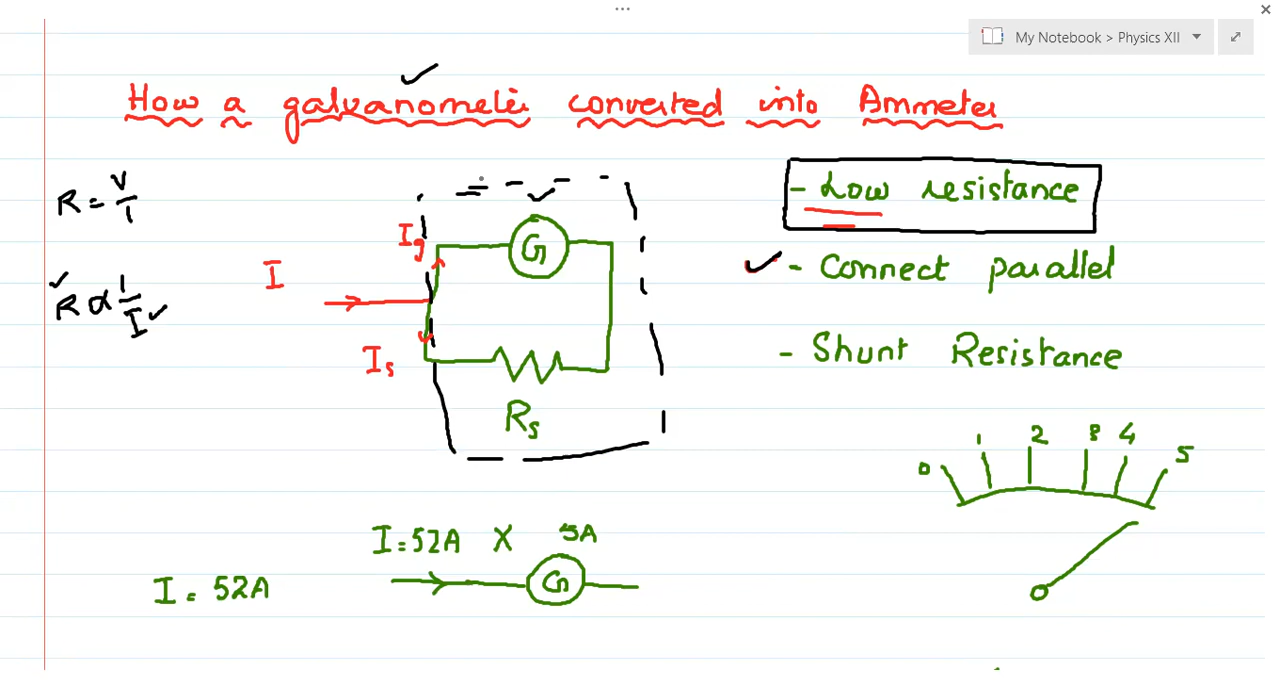 My Notebook > Physics XII
How a galvanometer converted into Ammeter
R = V/I
R ∝ 1/I
I
Ig
Is
G
Rs
- Low resistance
- Connect parallel
- Shunt Resistance
0 1 2 3 4 5
I = 52A X 5A
G
I = 52A